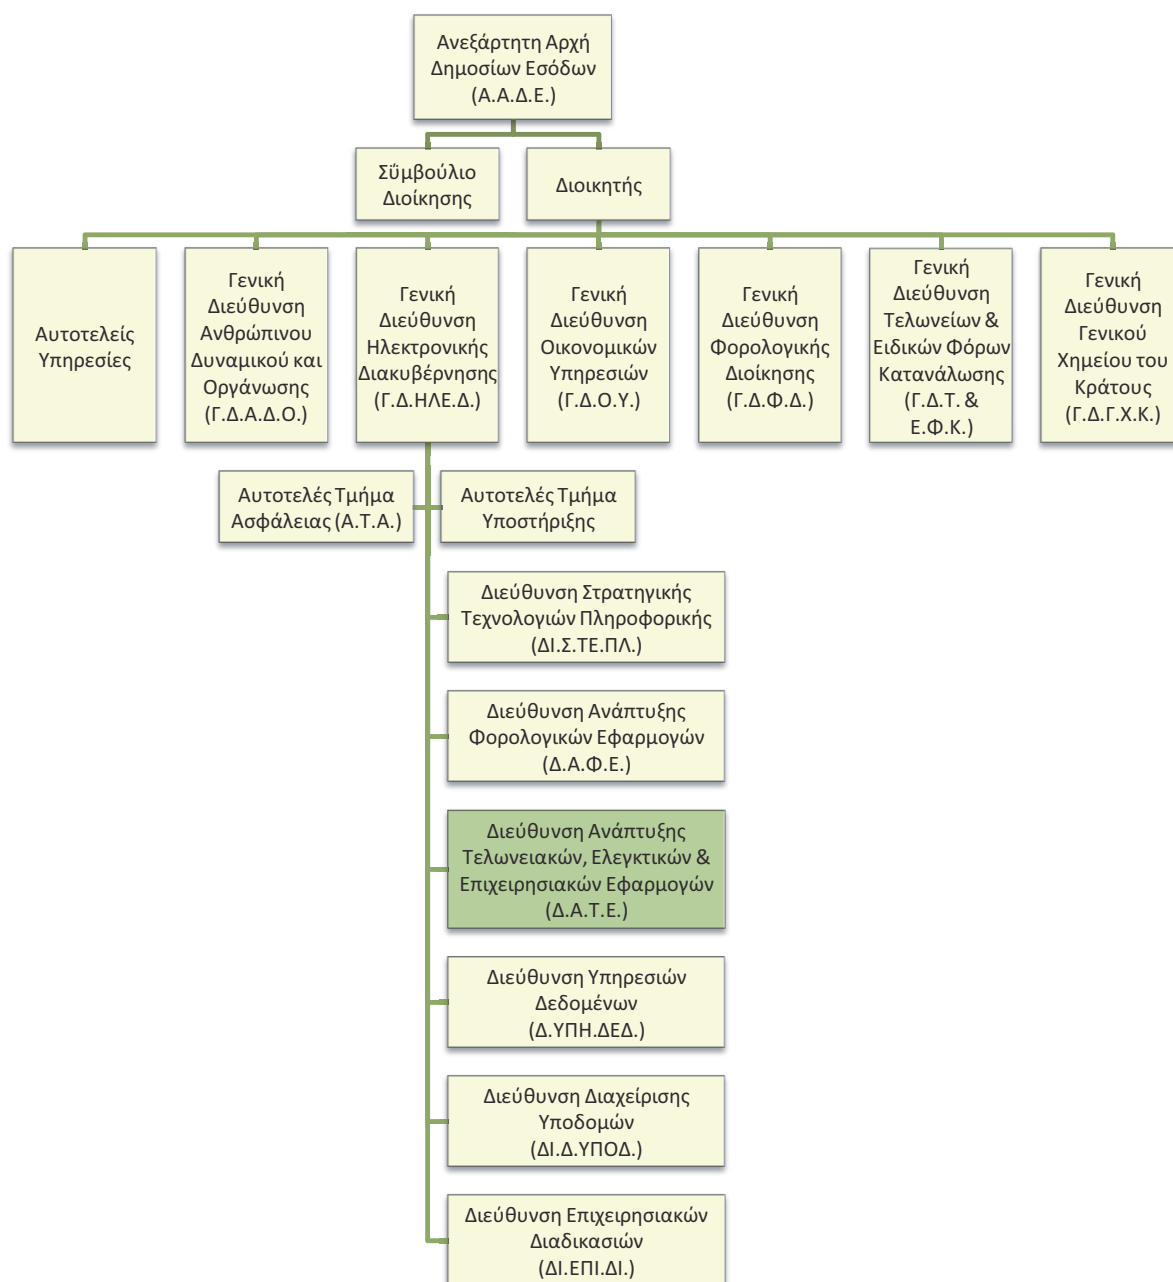 Ανεξάρτητη Αρχή
Δημοσίων Εσόδων
(Α.Α.Δ.Ε.)
Σΰμβούλιο
Διοίκησης
Διοικητής
Αυτοτελείς
Υπηρεσίες
Γενική
Διεύθυνση
Ανθρώπινου
Δυναμικού και
Οργάνωσης
(Γ.Δ.Α.Δ.Ο.)
Γενική
Διεύθυνση
Ηλεκτρονικής
Διακυβέρνησης
(Γ.Δ.ΗΛΕ.Δ.)
Γενική
Διεύθυνση
Οικονομικών
Υπηρεσιών
(Γ.Δ.Ο.Υ.)
Γενική
Διεύθυνση
Φορολογικής
Διοίκησης
(Γ.Δ.Φ.Δ.)
Γενική
Διεύθυνση
Τελωνείων &
Ειδικών Φόρων
Κατανάλωσης
(Γ.Δ.Τ. &
Ε.Φ.Κ.)
Γενική
Διεύθυνση
Γενικού
Χημείου του
Κράτους
(Γ.Δ.Γ.Χ.Κ.)
Αυτοτελές Τμήμα
Ασφάλειας (Α.Τ.Α.)
Αυτοτελές Τμήμα
Υποστήριξης
Διεύθυνση Στρατηγικής
Τεχνολογιών Πληροφορικής
(ΔΙ.Σ.ΤΕ.ΠΛ.)
Διεύθυνση Ανάπτυξης
Φορολογικών Εφαρμογών
(Δ.Α.Φ.Ε.)
Διεύθυνση Ανάπτυξης
Τελωνειακών, Ελεγκτικών &
Επιχειρησιακών Εφαρμογών
(Δ.Α.Τ.Ε.)
Διεύθυνση Υπηρεσιών
Δεδομένων
(Δ.ΥΠΗ.ΔΕΔ.)
Διεύθυνση Διαχείρισης
Υποδομών
(ΔΙ.Δ.ΥΠΟΔ.)
Διεύθυνση Επιχειρησιακών
Διαδικασιών
(ΔΙ.ΕΠΙ.ΔΙ.)